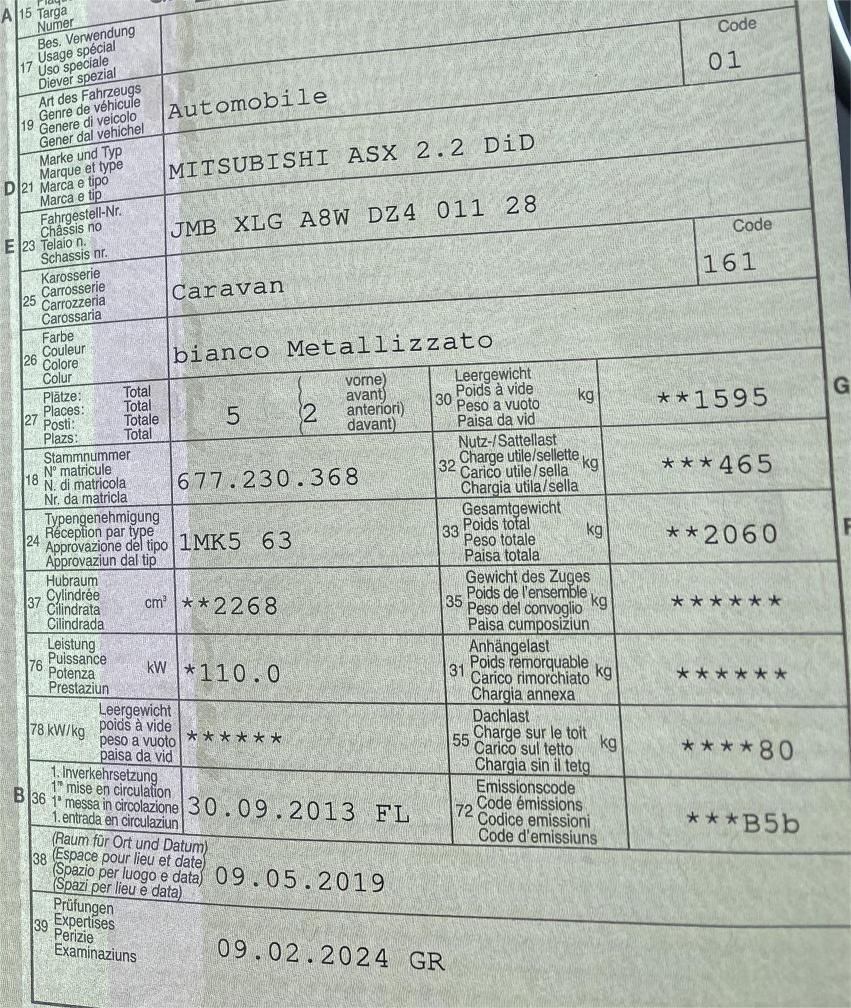 A 15 Targa
Numer
17 Bes. Verwendung
Usage spécial
Uso speciale
Diever spezial
Code
01
19 Art des Fahrzeugs
Genre de véhicule
Genere di veicolo
Gener dal vehichel
Automobile
D 21 Marke und Typ
Marque et type
Marca e tipo
Marca e tip
MITSUBISHI ASX 2.2 DiD
E 23 Fahrgestell-Nr.
Châssis no
Telaio n.
Schassis nr.
JMB XLG A8W DZ4 011 28
25 Karosserie
Carrosserie
Carrozzeria
Carossaria
Caravan
Code
161
26 Farbe
Couleur
Colore
Colur
bianco Metallizzato
27 Plätze: Total
Places: Total
Posti: Totale
Plazs: Total
5
(2 vorne)
avant)
anteriori)
davant)
30 Leergewicht
Poids à vide
Peso a vuoto
Paisa da vid
kg
**1595
G
18 Stammnummer
N° matricule
N. di matricola
Nr. da matricla
677.230.368
32 Nutz-/Sattellast
Charge utile/sellette
Carico utile/sella
Chargia utila/sella
kg
***465
24 Typengenehmigung
Réception par type
Approvazione del tipo
Approvaziun dal tip
1MK5 63
33 Gesamtgewicht
Poids total
Peso totale
Paisa totala
kg
**2060
F
37 Hubraum
Cylindrée
Cilindrata
Cilindrada
cm³
**2268
35 Gewicht des Zuges
Poids de l'ensemble
Peso del convoglio
Paisa cumposiziun
kg
******
76 Leistung
Puissance
Potenza
Prestaziun
kW
*110.0
31 Anhängelast
Poids remorquable
Carico rimorchiato
Chargia annexa
kg
******
78 kW/kg Leergewicht
poids à vide
peso a vuoto
paisa da vid
******
55 Dachlast
Charge sur le toit
Carico sul tetto
Chargia sin il tetg
kg
****80
B 36 1. Inverkehrsetzung
1re mise en circulation
1a messa in circolazione
1. entrada en circulaziun
30.09.2013 FL
72 Emissionscode
Code émissions
Codice emissioni
Code d'emissiuns
***B5b
38 (Raum für Ort und Datum)
(Espace pour lieu et date)
(Spazio per luogo e data)
(Spazi per lieu e data)
09.05.2019
39 Prüfungen
Expertises
Perizie
Examinaziuns
09.02.2024 GR